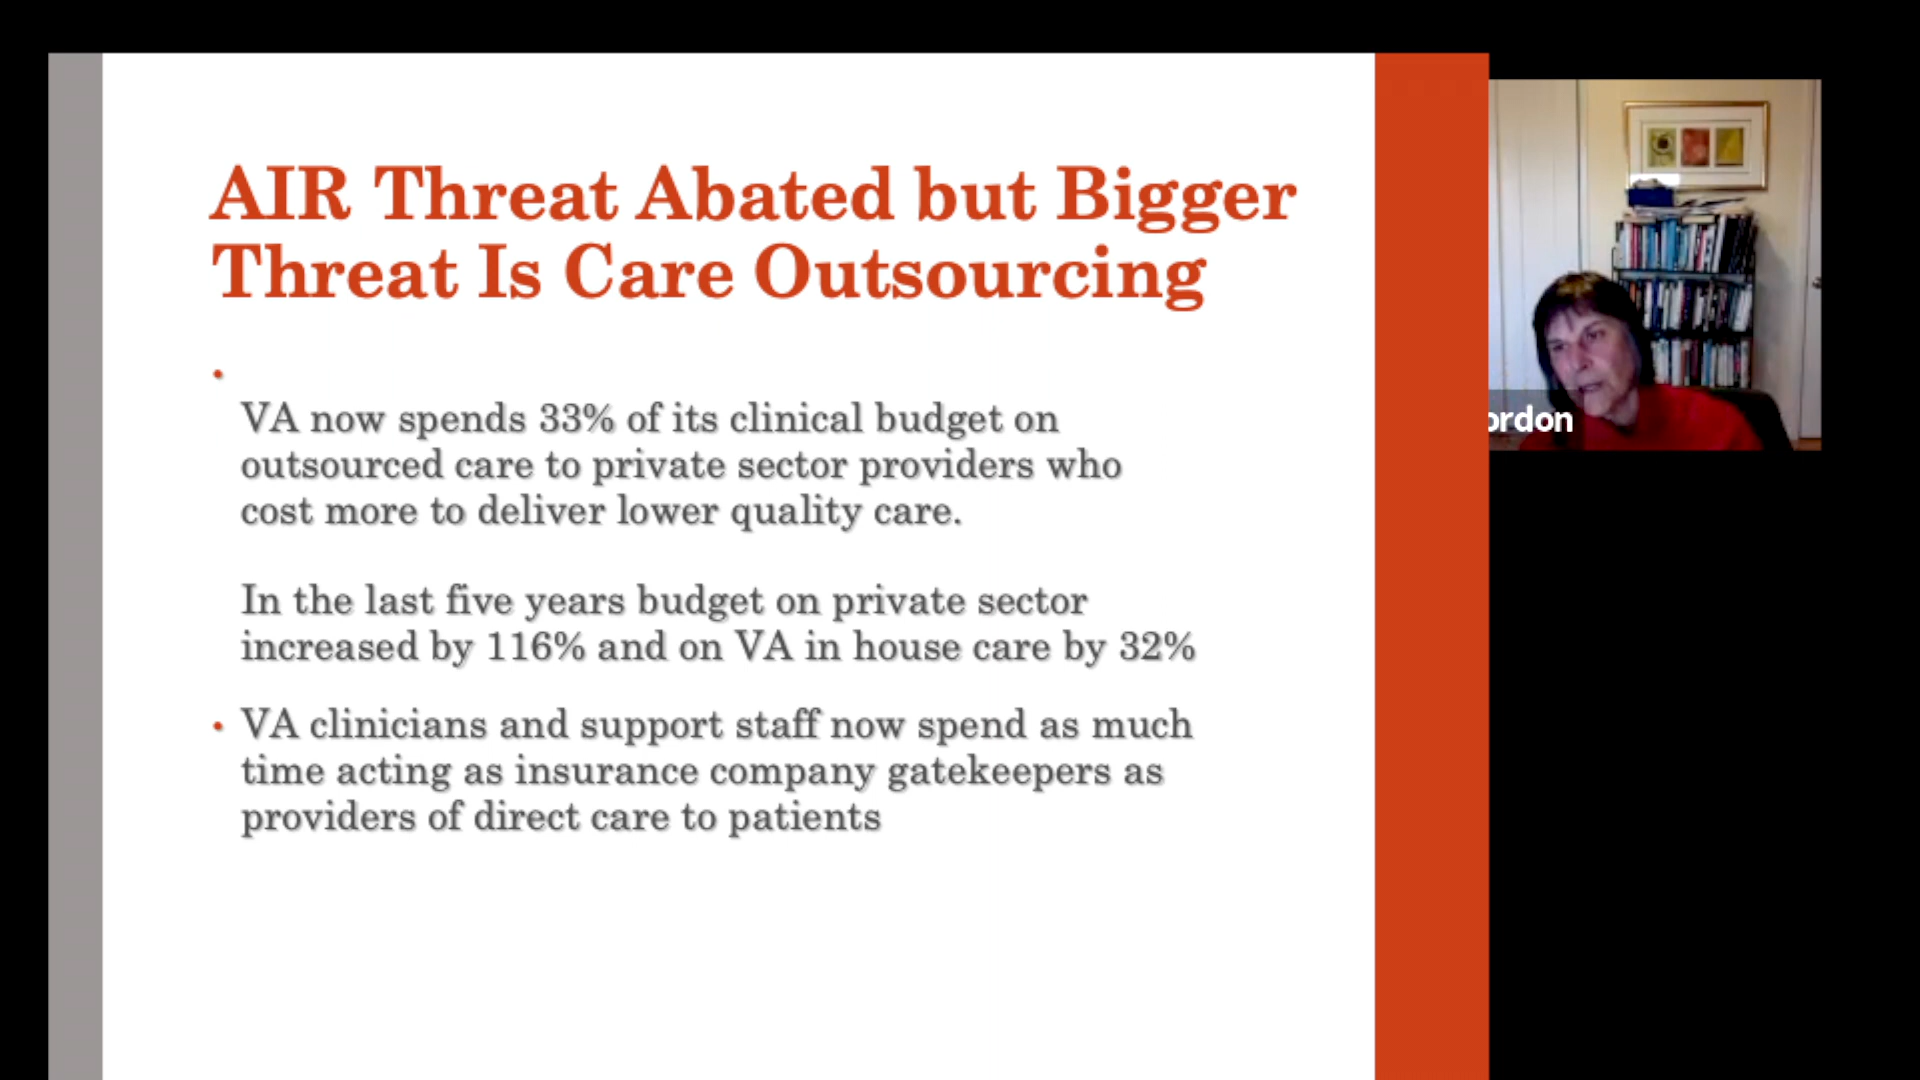 AIR Threat Abated but Bigger
Threat Is Care Outsourcing
VA now spends 33% of its clinical budget on
outsourced care to private sector providers who
cost more to deliver lower quality care.
In the last five years budget on private sector
increased by 116% and on VA in house care by 32%
• VA clinicians and support staff now spend as much
time acting as insurance company gatekeepers as
providers of direct care to patients
ordon